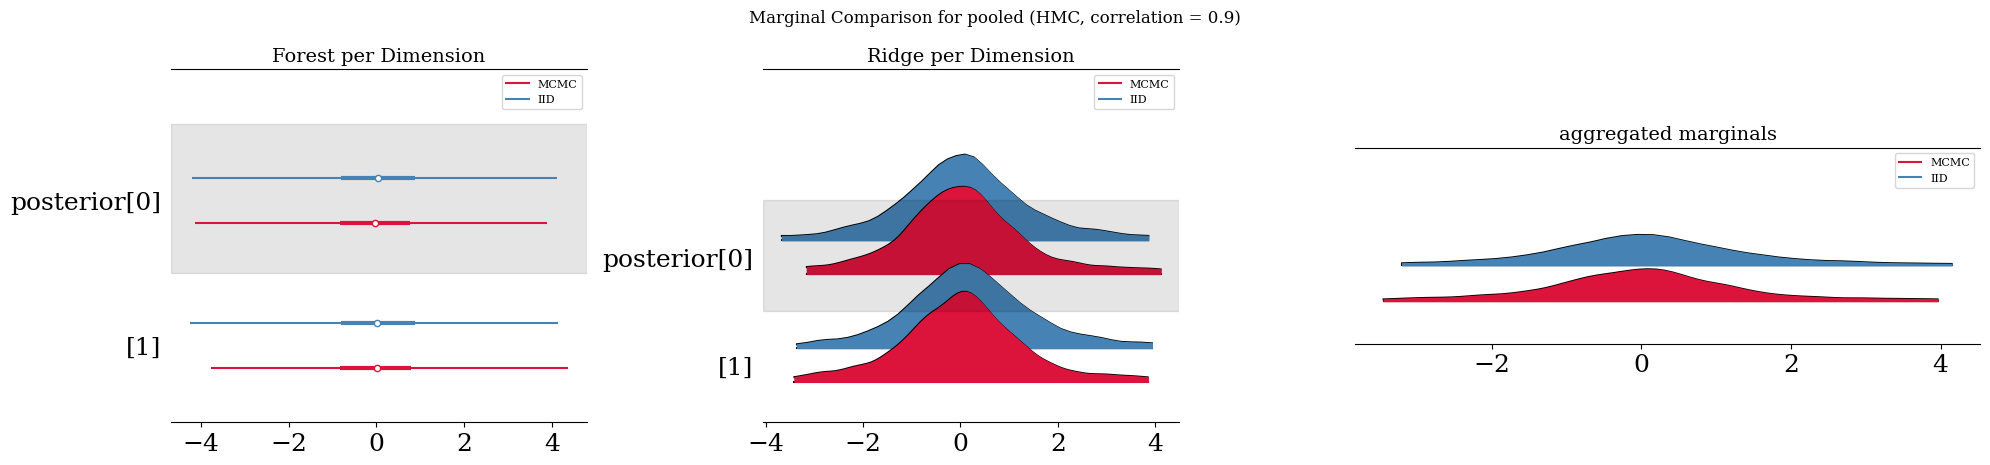 Marginal Comparison for pooled (HMC, correlation = 0.9)
Forest per Dimension
MCMC
IID
posterior[0]
[1]
−4 −2 0 2 4
Ridge per Dimension
MCMC
IID
posterior[0]
[1]
−4 −2 0 2 4
aggregated marginals
MCMC
IID
−2 0 2 4